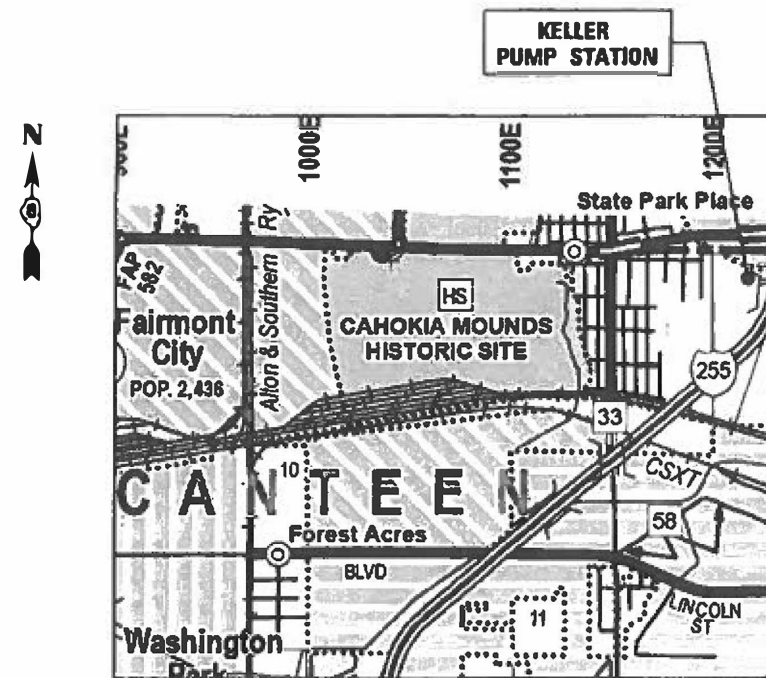 KELLER
PUMP STATION
N
1000E
1100E
1200E
State Park Place
FAP
582
Alton & Southern Ry
HS
CAHOKIA MOUNDS
HISTORIC SITE
Fairmont
City
POP. 2,436
255
33
10
CANTEEN
CSXT
58
Forest Acres
BLVD
11
LINCOLN
ST
Washington
Park